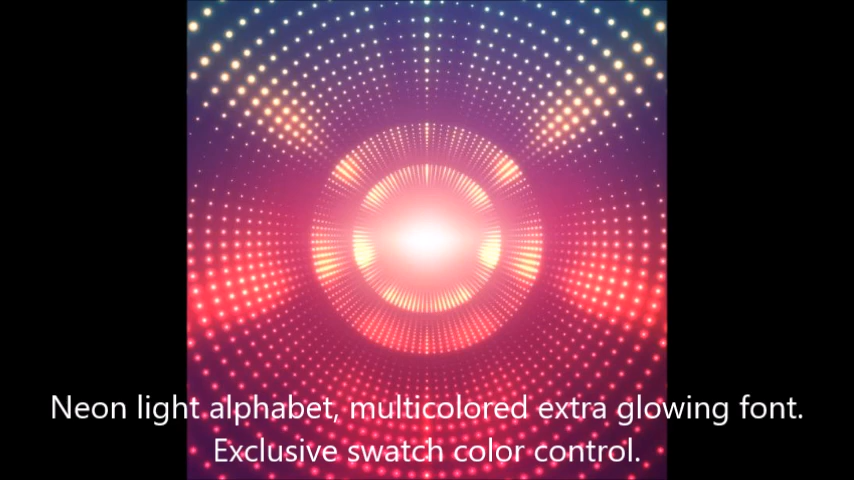 Neon light alphabet, multicolored extra glowing font.
Exclusive swatch color control.